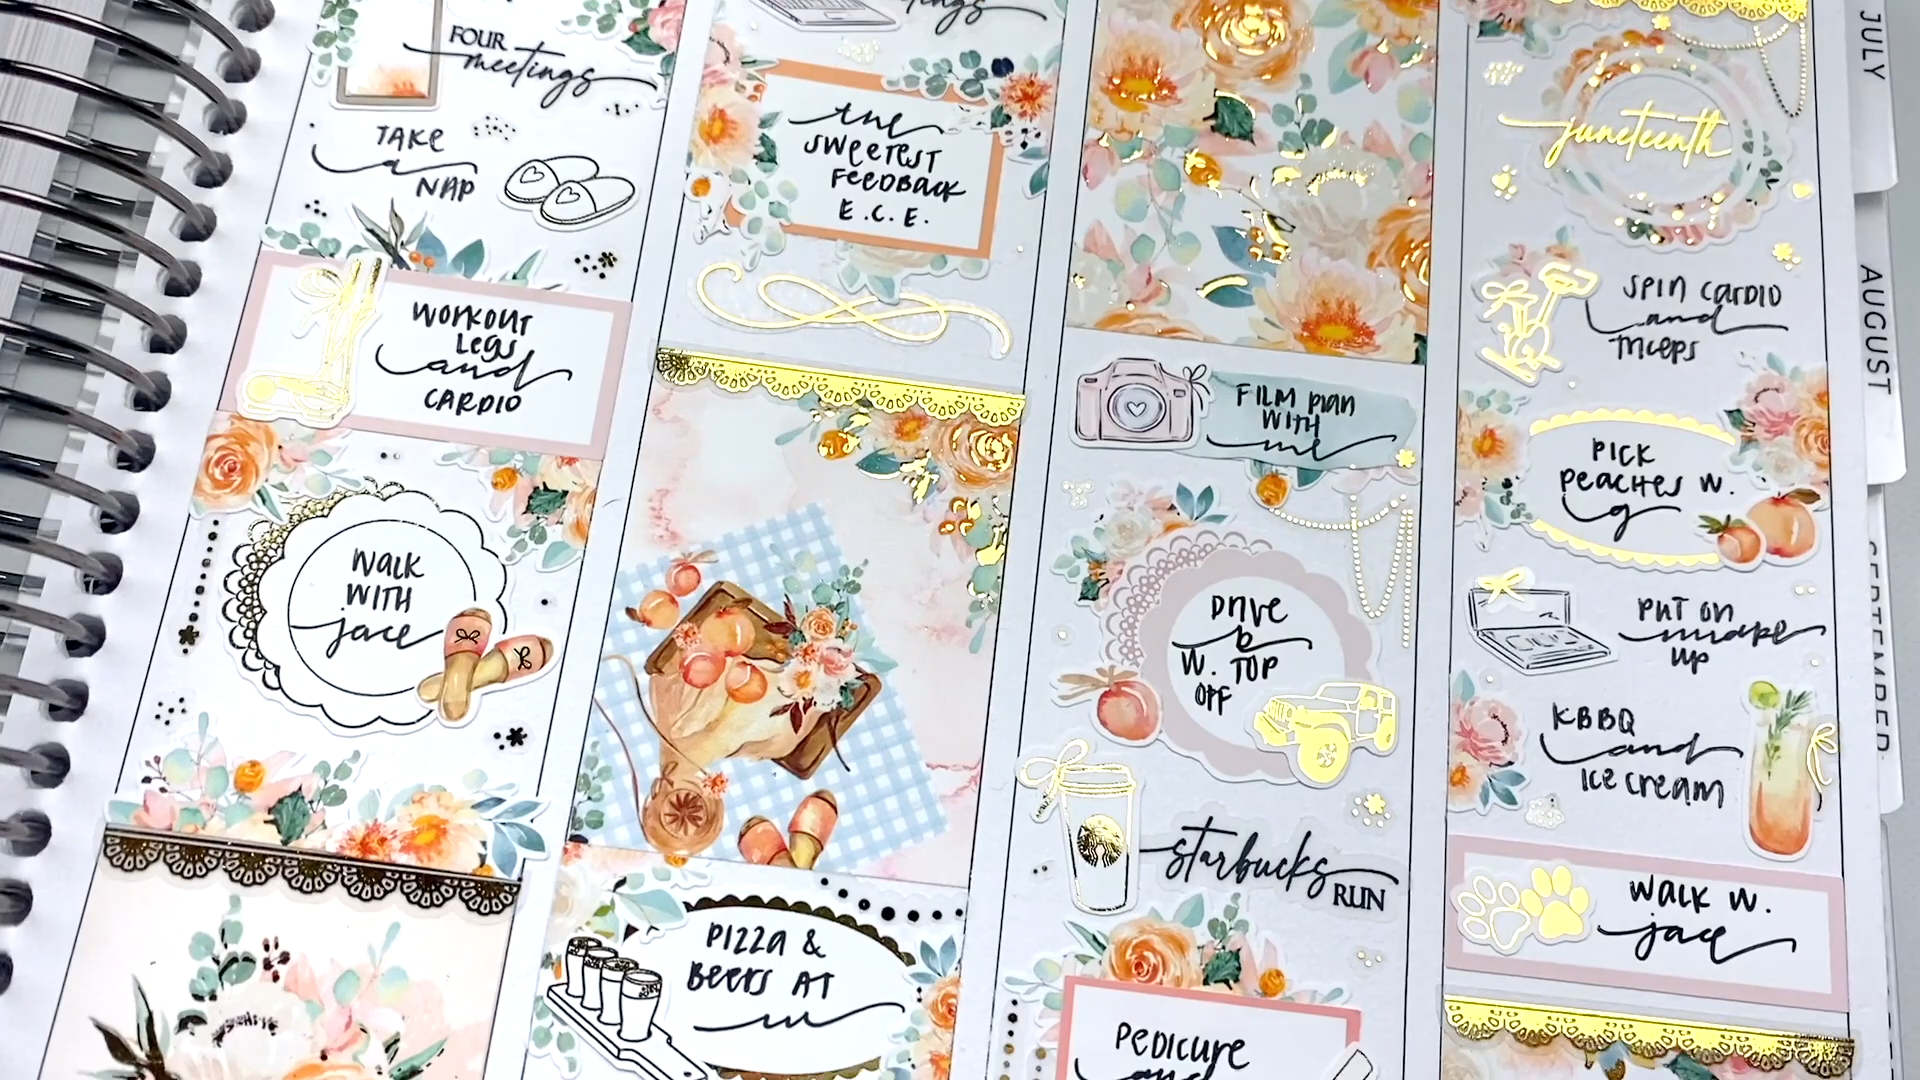 FOUR
meetings
TAKE
a
NAP
WORKOUT
LEGS
and
CARDIO
WALK
WITH
jace
the
SWEETEST
FEEDBACK
E.C.E.
PIZZA &
BEERS AT
FILM PLAN
WITH
me
DRIVE
W. TOP
OFF
starbucks
RUN
PEDICURE
and
juneteenth
SPIN CARDIO
and
TRICEPS
PICK
PEACHES W.
g
PUT ON
make
UP
KBBQ
and
ICE CREAM
WALK W.
jace
JULY
AUGUST
SEPTEMBER